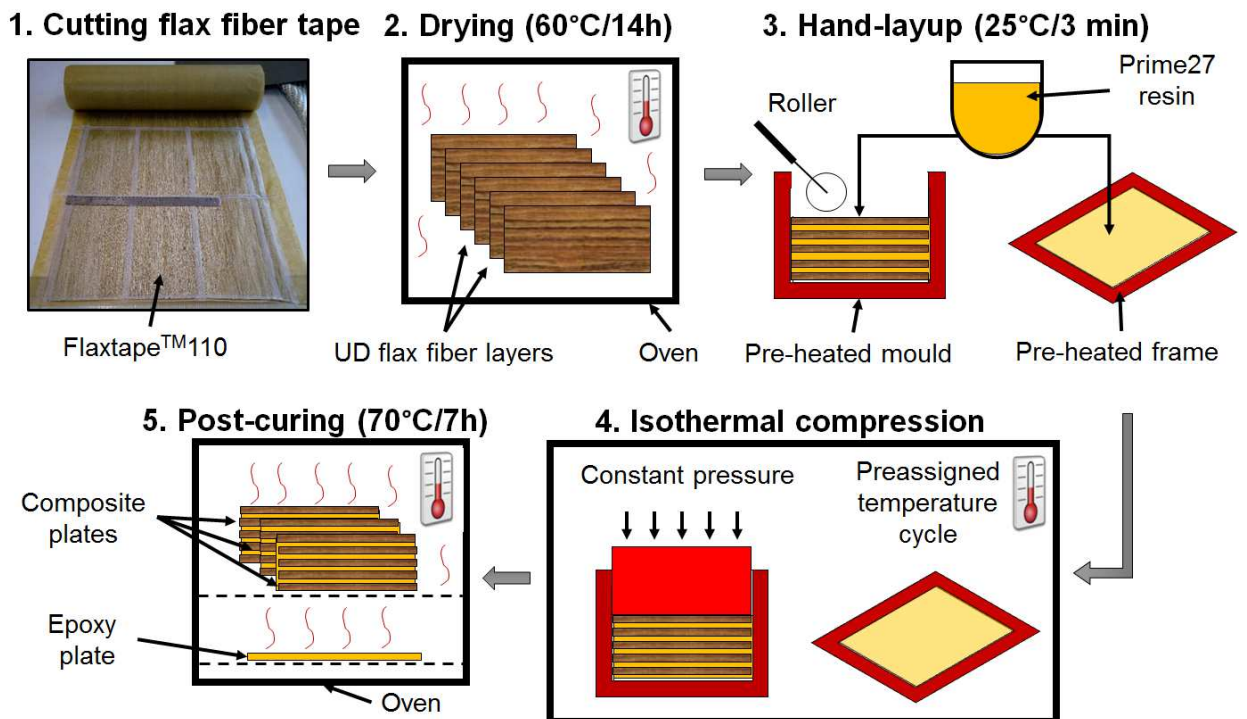 1. Cutting flax fiber tape
2. Drying (60°C/14h)
3. Hand-layup (25°C/3 min)
Prime27
resin
Roller
Flaxtape™110
UD flax fiber layers
Oven
Pre-heated mould
Pre-heated frame
5. Post-curing (70°C/7h)
4. Isothermal compression
Constant pressure
Preassigned
temperature
cycle
Composite
plates
Epoxy
plate
Oven